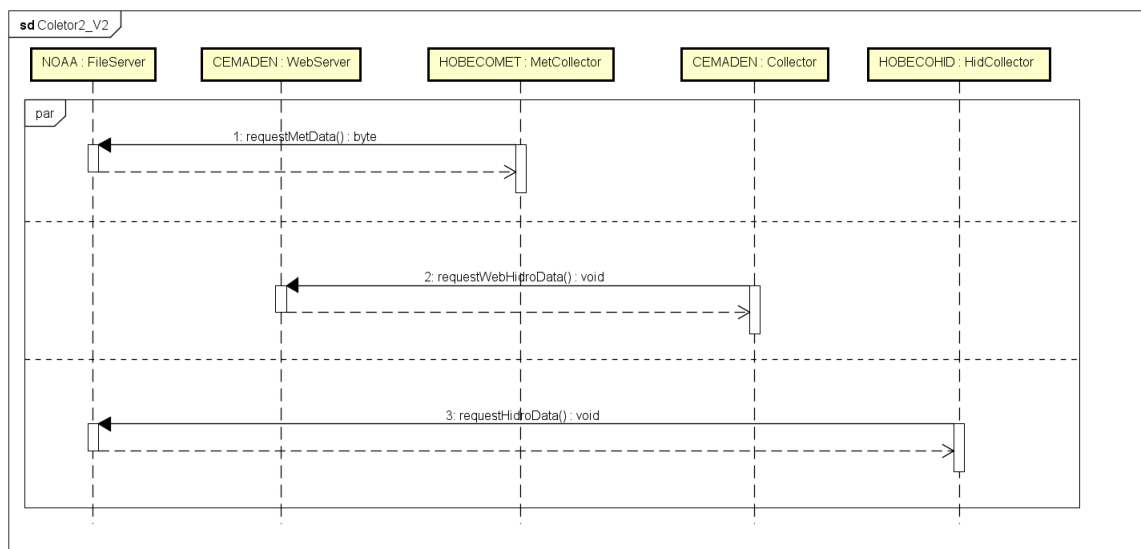 sd Coletor2_V2
NOAA : FileServer
CEMADEN : WebServer
HOBECOMET : MetCollector
CEMADEN : Collector
HOBECOHID : HidCollector
par
1: requestMetData() : byte
2: requestWebHidroData() : void
3: requestHidroData() : void